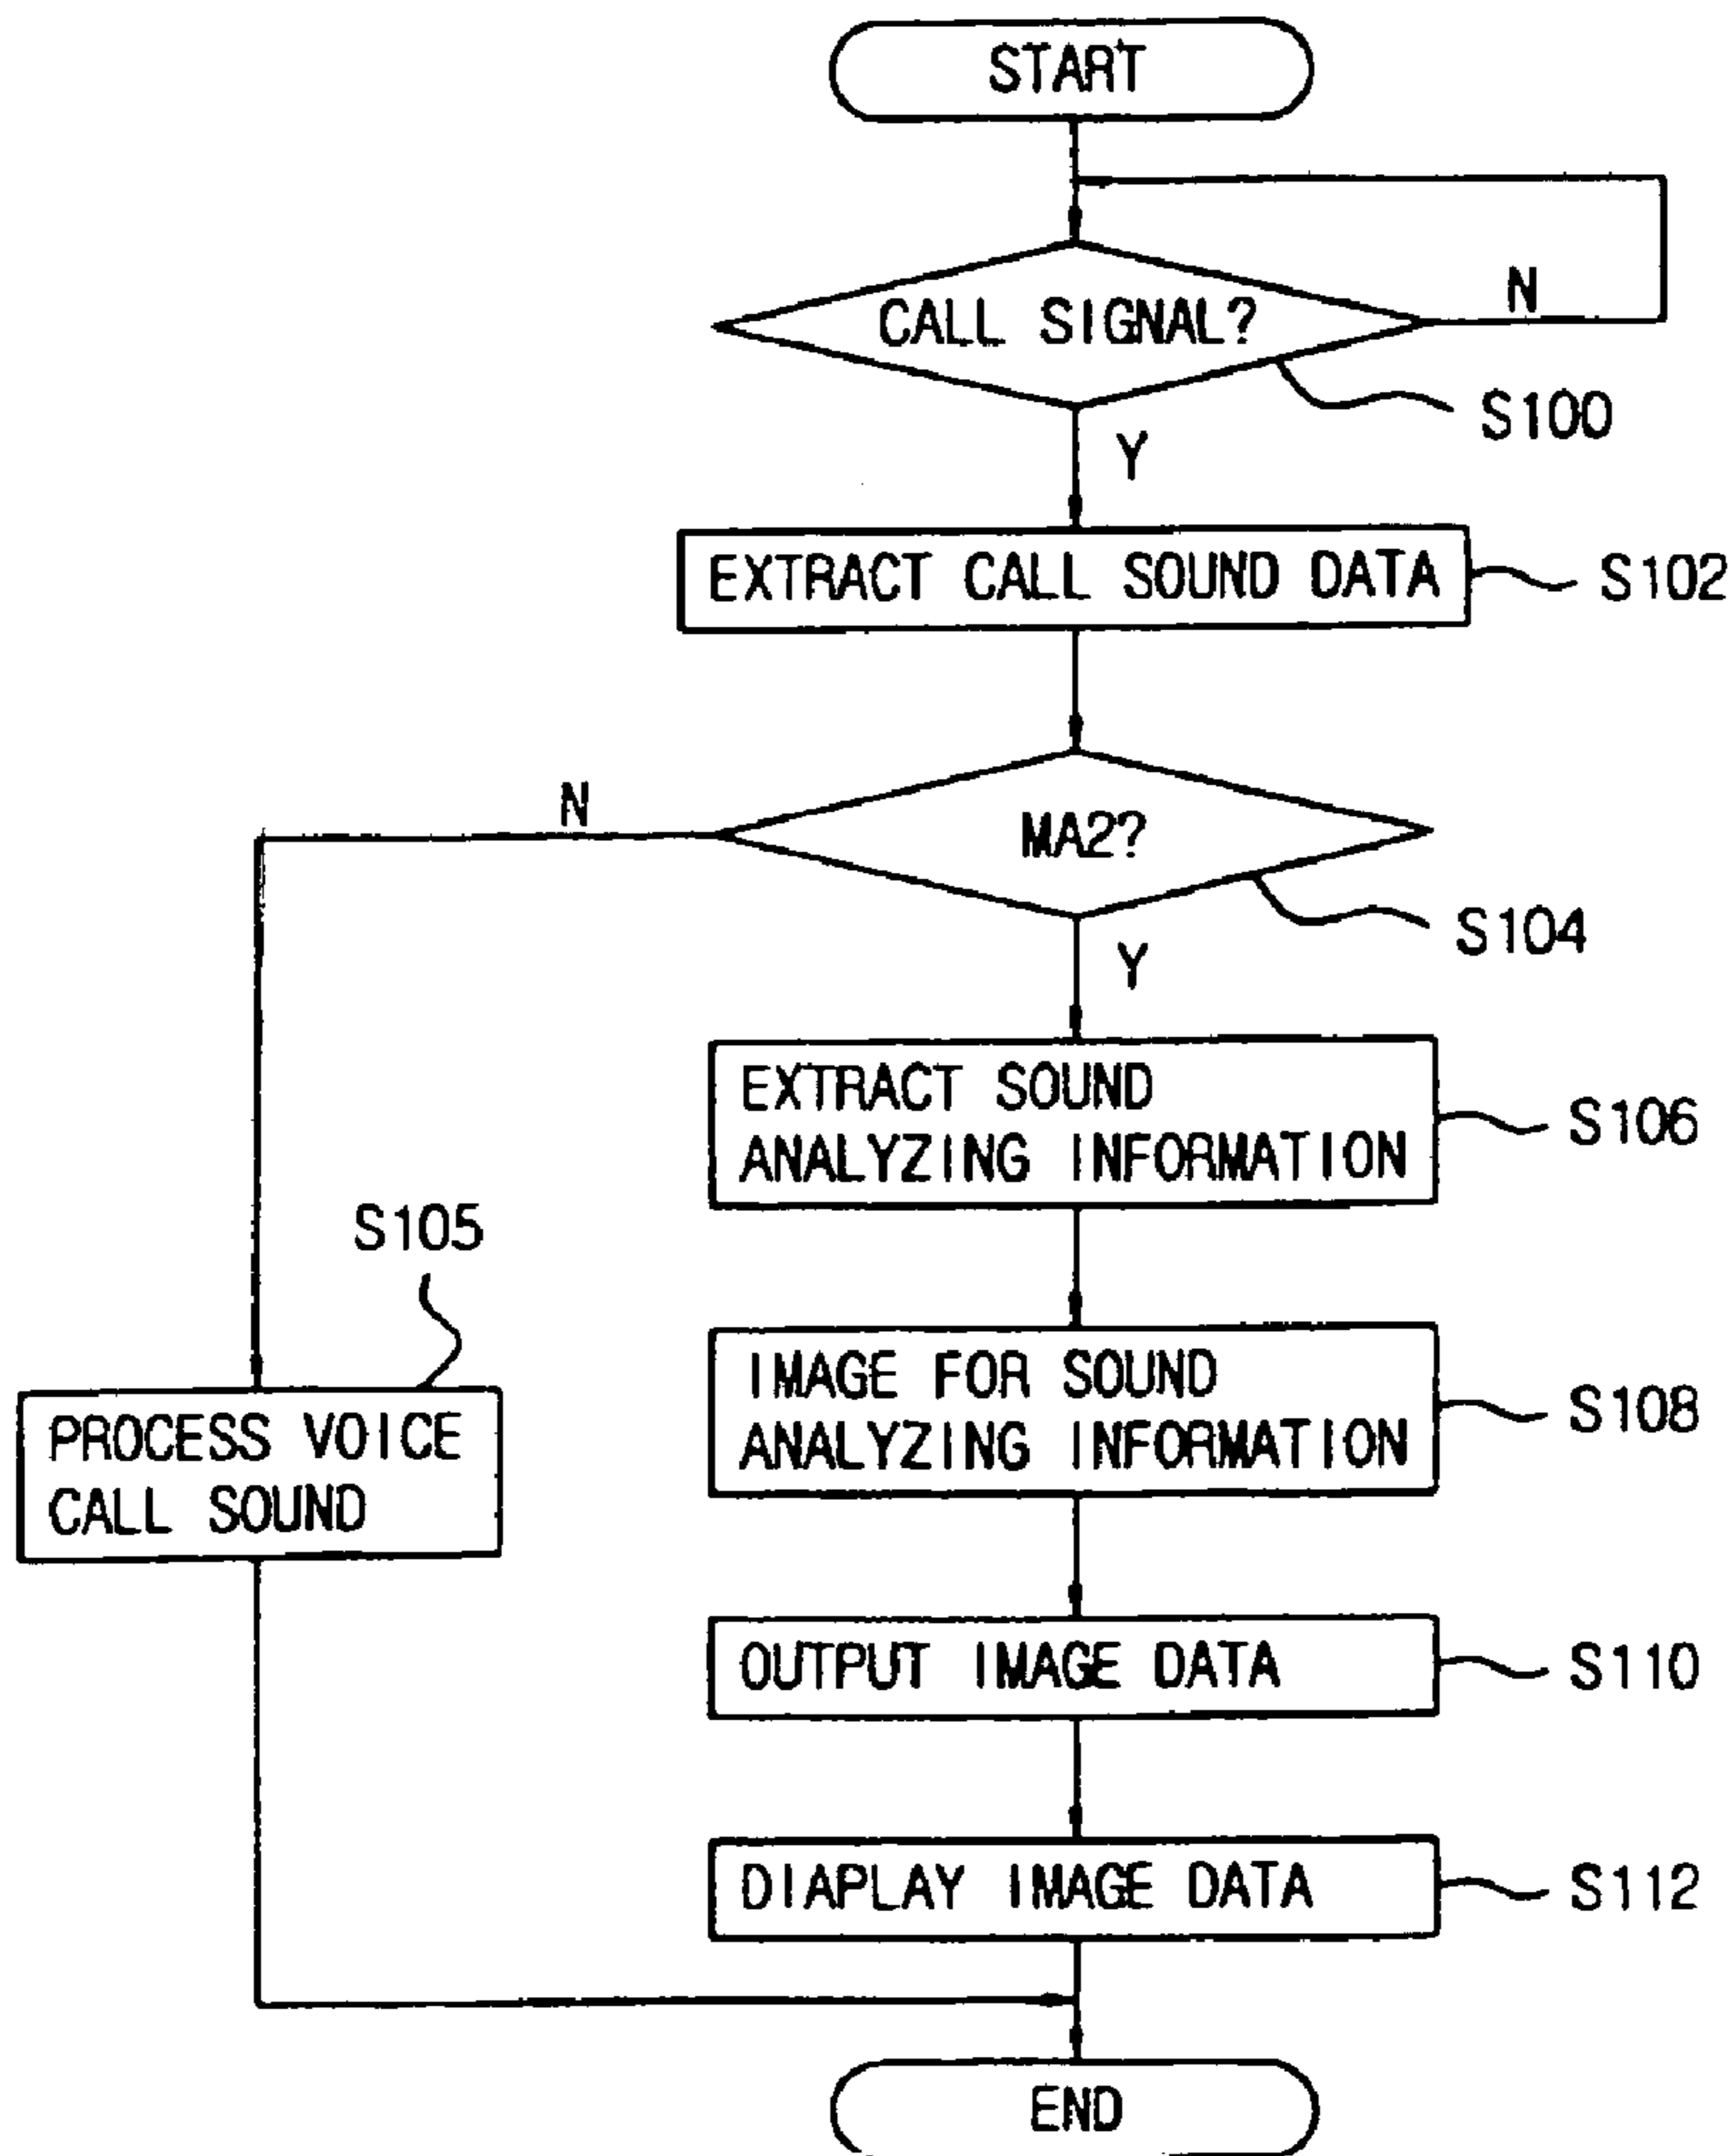 START
CALL SIGNAL?
N
S100
Y
EXTRACT CALL SOUND DATA
S102
N
MA2?
S104
Y
EXTRACT SOUND
ANALYZING INFORMATION
S106
S105
IMAGE FOR SOUND
ANALYZING INFORMATION
S108
PROCESS VOICE
CALL SOUND
OUTPUT IMAGE DATA
S110
DIAPLAY IMAGE DATA
S112
END